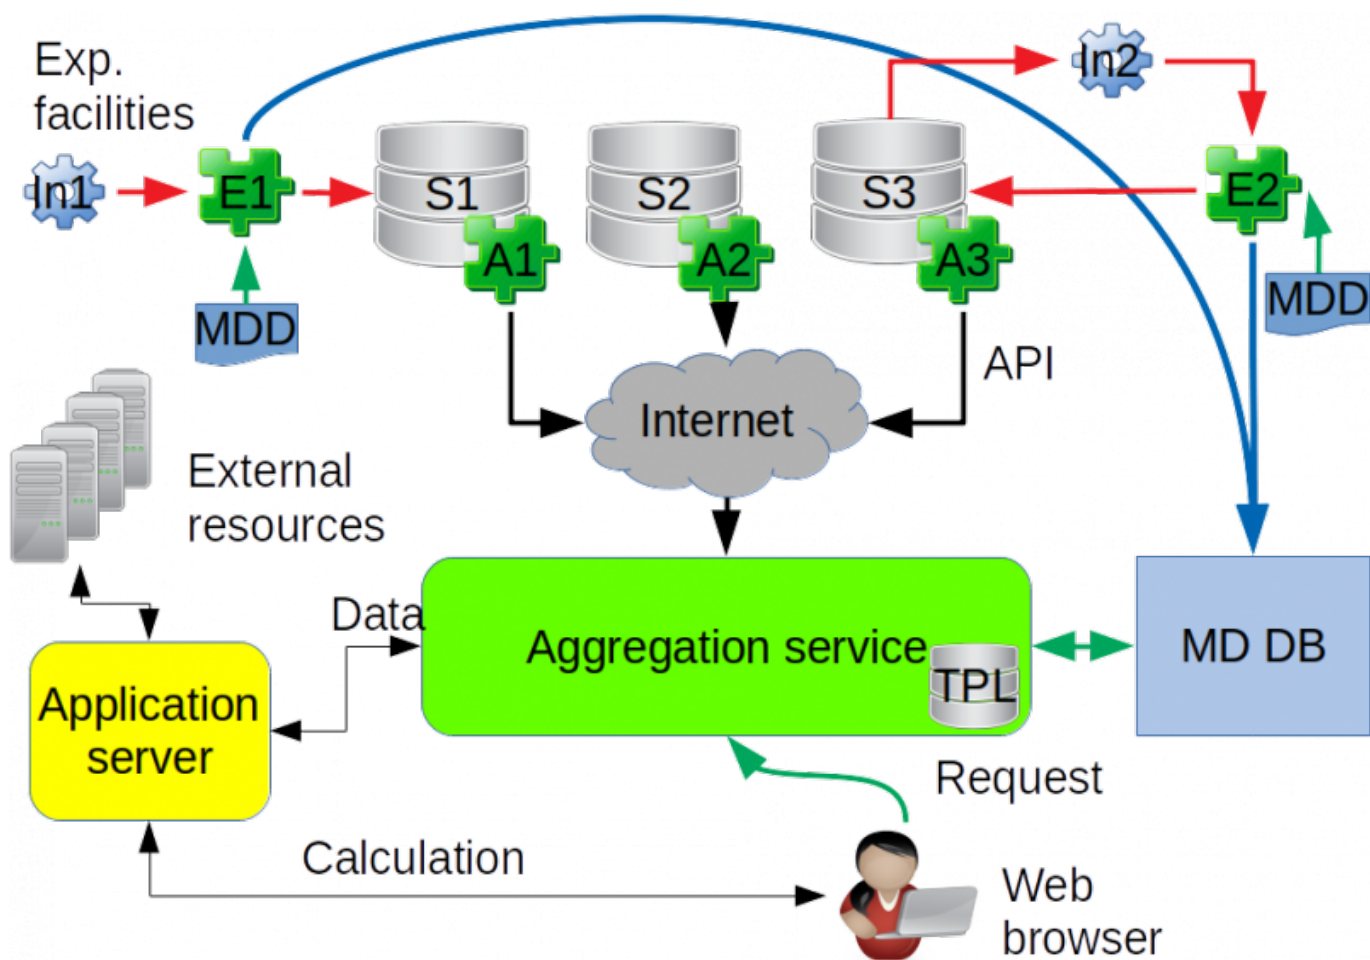 Exp.
facilities
In1
E1
S1
S2
S3
In2
E2
A1
A2
A3
MDD
MDD
API
Internet
External
resources
Data
Aggregation service
TPL
MD DB
Application
server
Request
Calculation
Web
browser